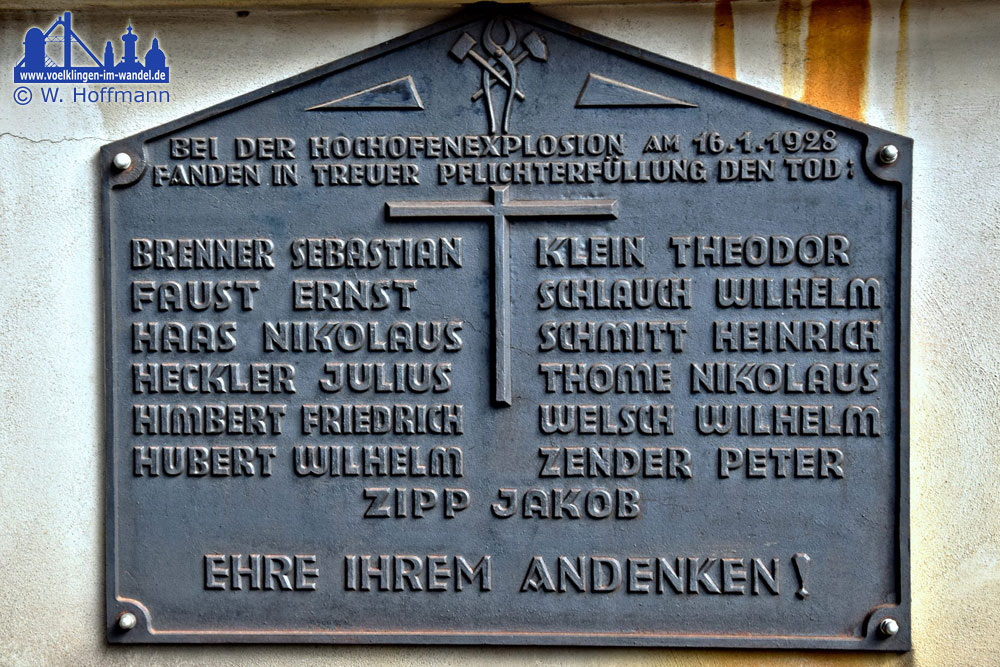 www.voelklingen-im-wandel.de
© W. Hoffmann
BEI DER HOCHOFENEXPLOSION AM 16.1.1928
FANDEN IN TREUER PFLICHTERFÜLLUNG DEN TOD:
BRENNER SEBASTIAN
FAUST ERNST
HAAS NIKOLAUS
HECKLER JULIUS
HIMBERT FRIEDRICH
HUBERT WILHELM
KLEIN THEODOR
SCHLAUCH WILHELM
SCHMITT HEINRICH
THOME NIKOLAUS
WELSCH WILHELM
ZENDER PETER
ZIPP JAKOB
EHRE IHREM ANDENKEN!